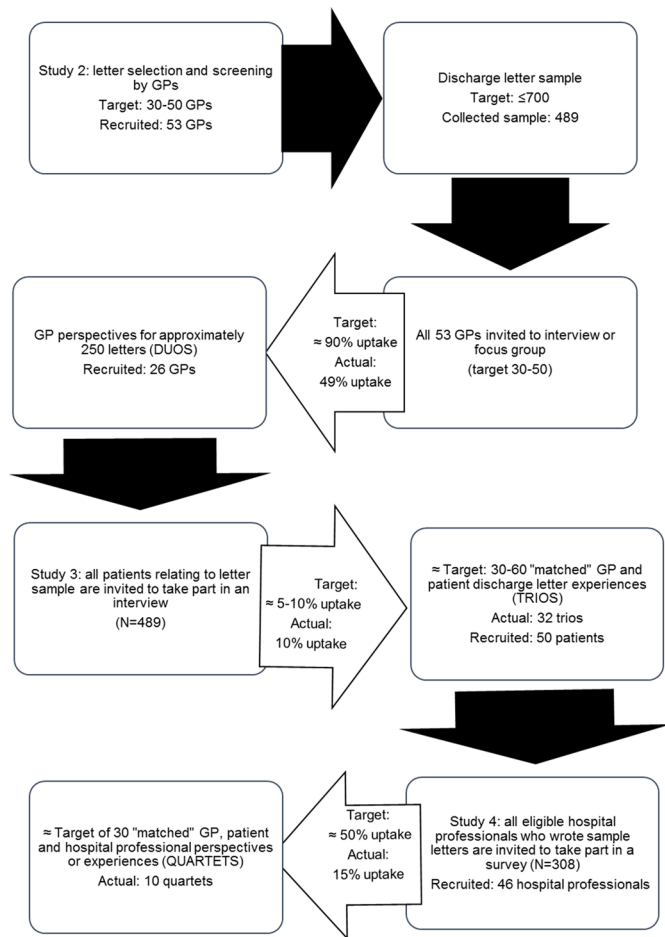 Study 2: letter selection and screening
by GPs
Target: 30-50 GPs
Recruited: 53 GPs
Discharge letter sample
Target: ≤700
Collected sample: 489
All 53 GPs invited to interview or
focus group
(target 30-50)
Target:
≈ 90% uptake
Actual:
49% uptake
GP perspectives for approximately
250 letters (DUOS)
Recruited: 26 GPs
Study 3: all patients relating to letter
sample are invited to take part in an
interview
(N=489)
Target:
≈ 5-10% uptake
Actual:
10% uptake
≈ Target: 30-60 "matched" GP and
patient discharge letter experiences
(TRIOS)
Actual: 32 trios
Recruited: 50 patients
Study 4: all eligible hospital
professionals who wrote sample
letters are invited to take part in a
survey (N=308)
Recruited: 46 hospital professionals
Target:
≈ 50% uptake
Actual:
15% uptake
≈ Target of 30 "matched" GP, patient
and hospital professional perspectives
or experiences (QUARTETS)
Actual: 10 quartets